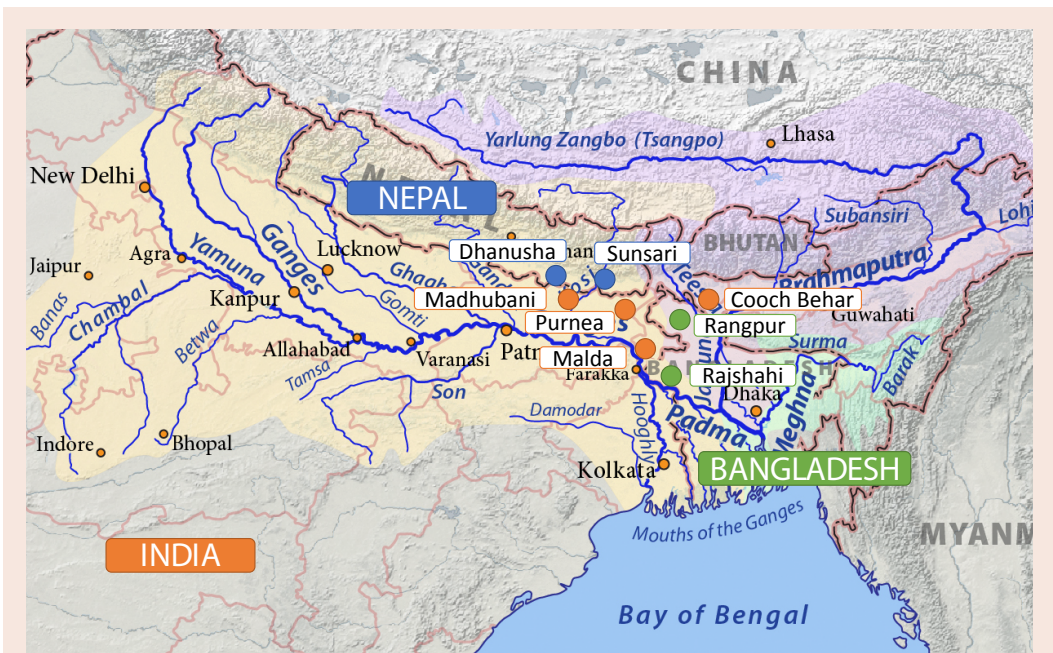 CHINA
Yarlung Zangbo (Tsangpo)
Lhasa
New Delhi
NEPAL
Subansiri
BHUTAN
Dhanusha
Sunsari
Agra
Yamuna
Ganges
Lucknow
Brahmaputra
Jaipur
Madhubani
Cooch Behar
Kanpur
Guwahati
Banas
Chambal
Gomti
Purnea
Rangpur
Betwa
Surma
Allahabad
Varanasi
Malda
Barak
Tamsa
Farakka
Rajshahi
Son
Dhaka
Damodar
Hooghly
Padma
Meghna
Indore
Bhopal
Kolkata
BANGLADESH
Mouths of the Ganges
INDIA
Bay of Bengal